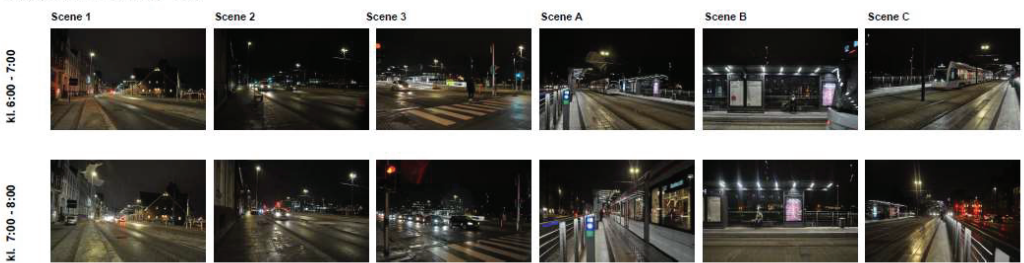 Scene 1
Scene 2
Scene 3
Scene A
Scene B
Scene C
kl. 6:00 - 7:00
kl. 7:00 - 8:00